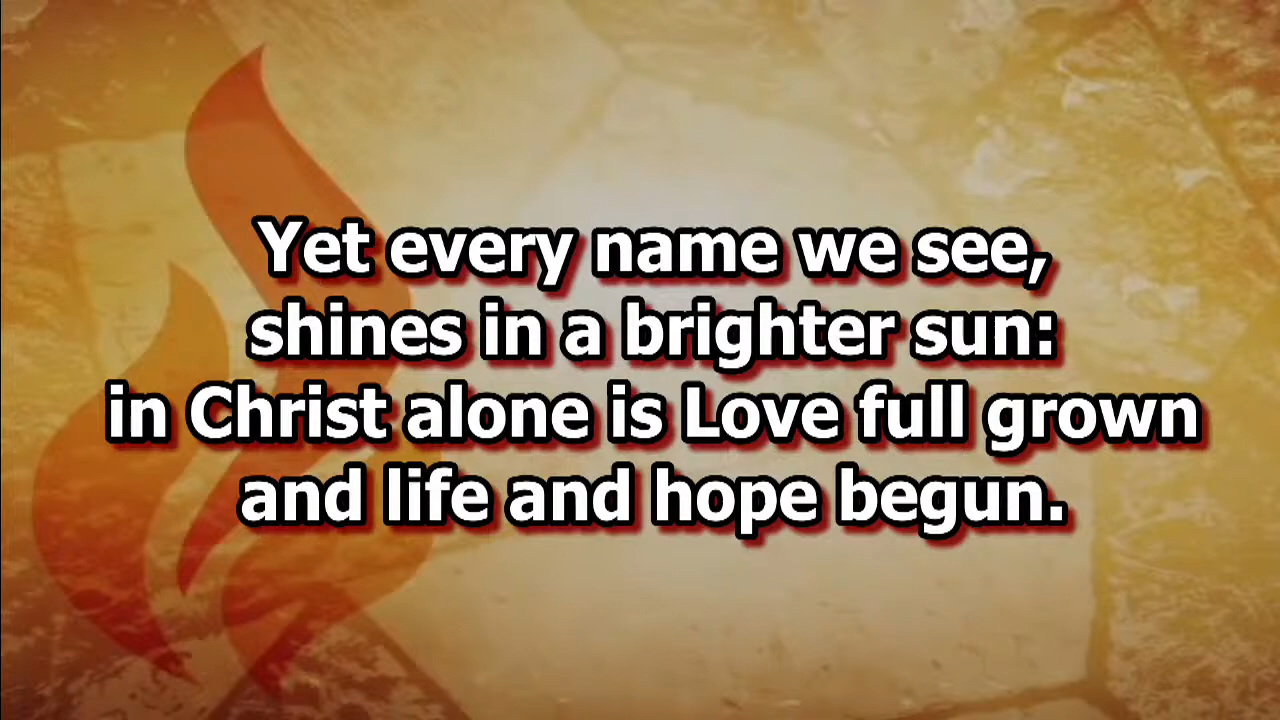 Yet every name we see,
shines in a brighter sun:
in Christ alone is Love full grown
and life and hope begun.